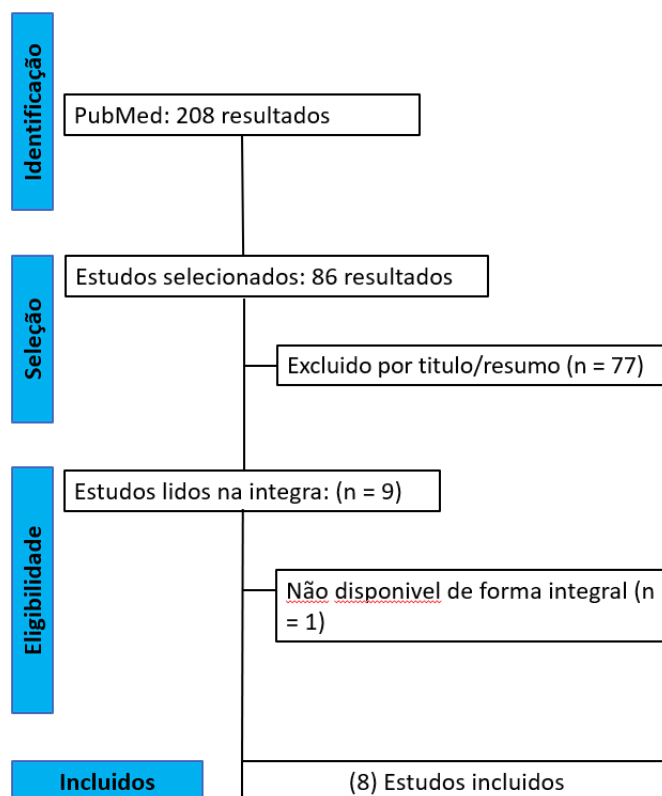 Identificação
PubMed: 208 resultados
Seleção
Estudos selecionados: 86 resultados
Excluido por titulo/resumo (n = 77)
Eligibilidade
Estudos lidos na integra: (n = 9)
Não disponivel de forma integral (n
= 1)
Incluidos
(8) Estudos incluidos